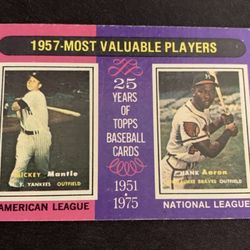 1957-MOST VALUABLE PLAYERS
MICKEY Mantle
N. Y. YANKEES OUTFIELD
25
YEARS
OF
TOPPS
BASEBALL
CARDS
1951
1975
HANK Aaron
MILWAUKEE BRAVES OUTFIELD
AMERICAN LEAGUE
NATIONAL LEAGUE